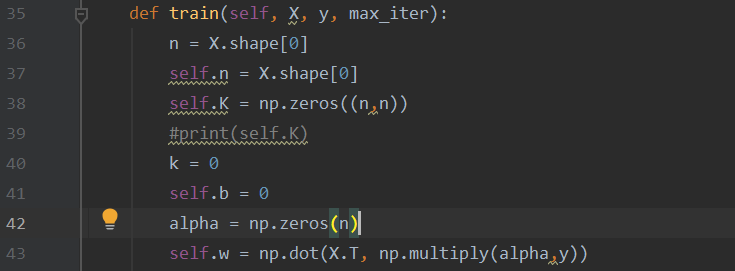 35 def train(self, X, y, max_iter):
36 n = X.shape[0]
37 self.n = X.shape[0]
38 self.K = np.zeros((n,n))
39 #print(self.K)
40 k = 0
41 self.b = 0
42 alpha = np.zeros(n)
43 self.w = np.dot(X.T, np.multiply(alpha,y))